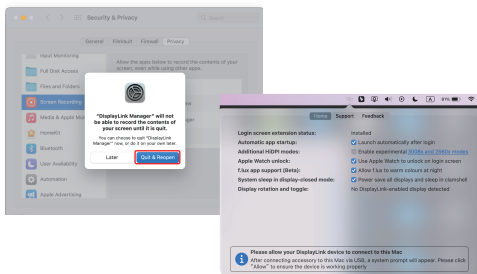 Security & Privacy
Search
General
FileVault
Firewall
Privacy
Input Monitoring
Full Disk Access
Files and Folders
Screen Recording
Media & Apple Mus
HomeKit
Bluetooth
User Availability
Automation
Apple Advertising
Allow the apps below to record the contents of your
screen, even while using other apps.
"DisplayLink Manager" will not
be able to record the contents of
your screen until it is quit.
You can choose to quit "DisplayLink
Manager" now, or do it on your own later.
Later
Quit & Reopen
A
81%
Home
Support
Feedback
Login screen extension status: Installed
Automatic app startup: Launch automatically after login
Additional HiDPI modes: Enable experimental 3008x and 2560x modes
Apple Watch unlock: Use Apple Watch to unlock on login screen
f.lux app support (Beta): Allow f.lux to warm colours at night
System sleep in display-closed mode: Power save all displays and sleep in clamshell
Display rotation and toggle: No DisplayLink-enabled display detected
Please allow your DisplayLink device to connect to this Mac
After connecting accessory to this Mac via USB, a system prompt will appear. Please click
"Allow" to ensure the device is working properly